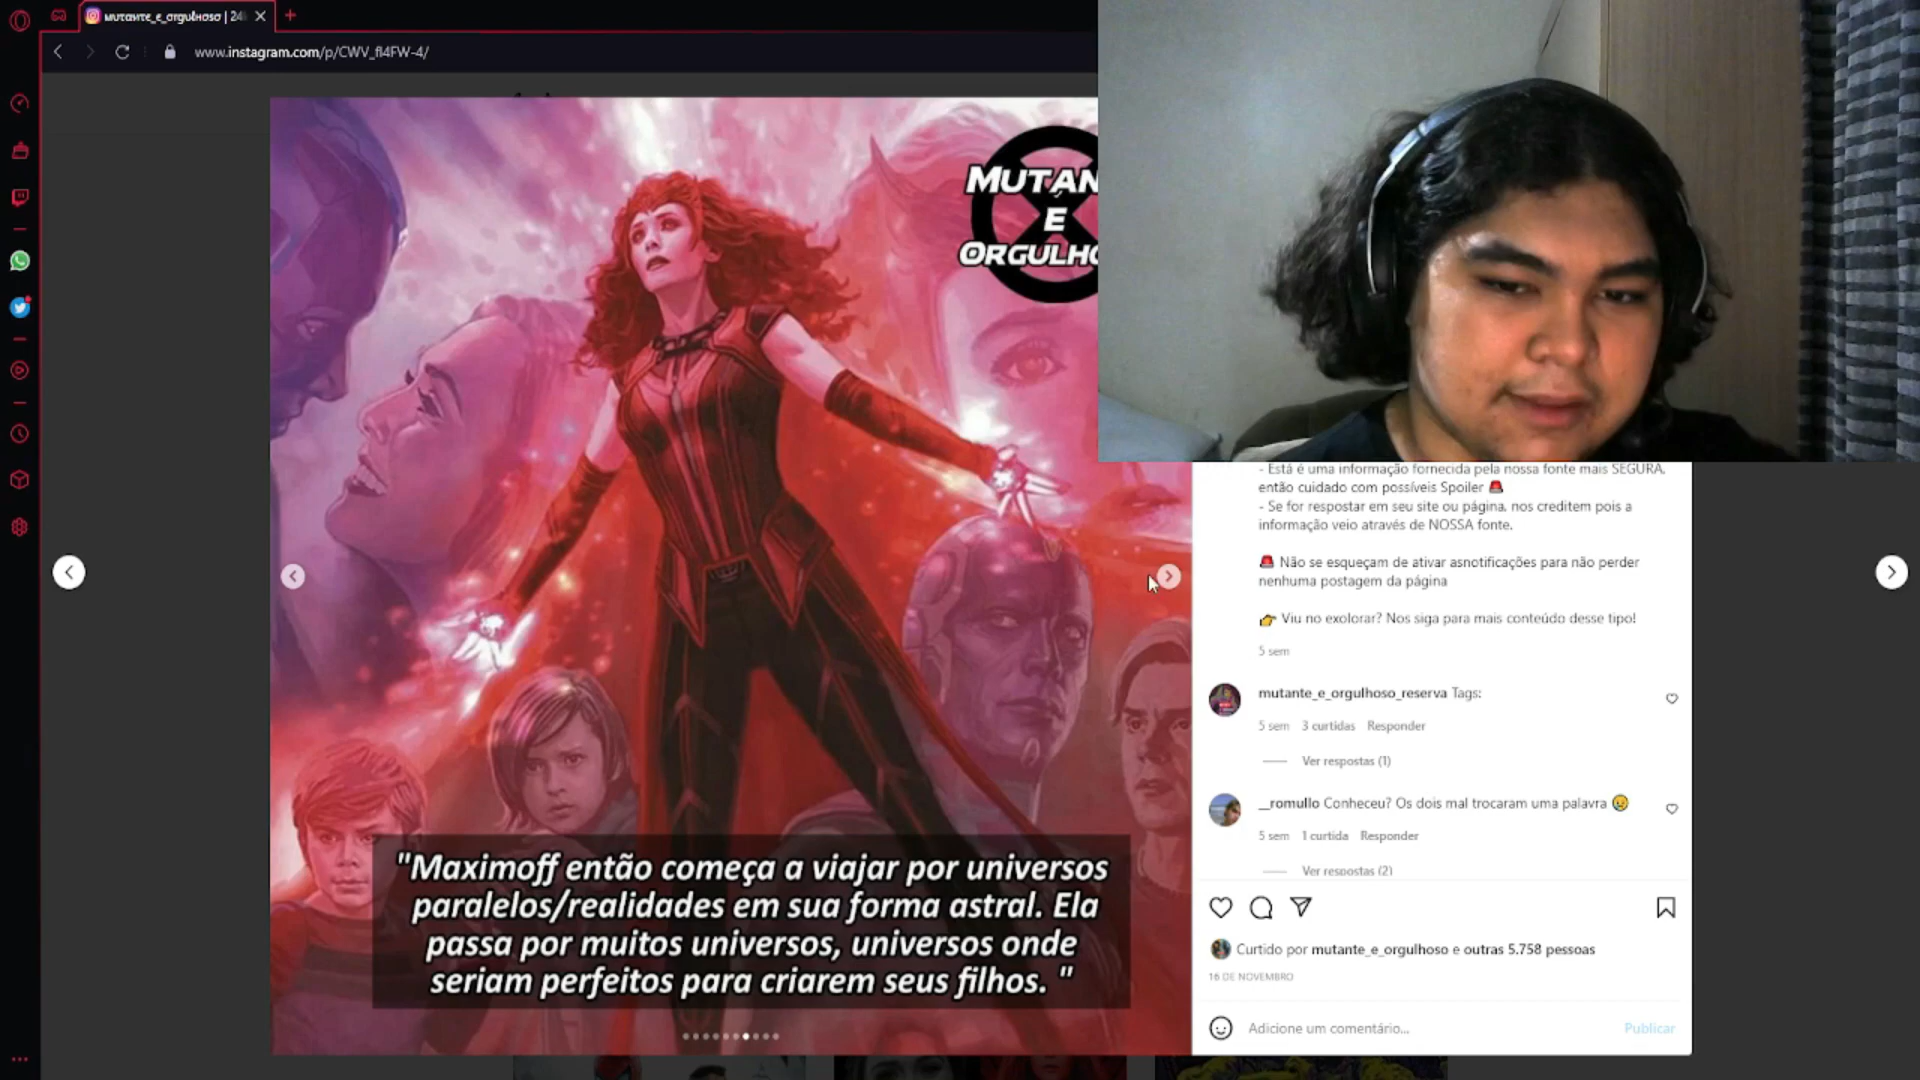 мυтαитε_e_σrgυℓнσsσ | 24
www.instagram.com/p/CWV_fl4FW-4/
MUTAN
E
ORGULHO
"Maximoff então começa a viajar por universos
paralelos/realidades em sua forma astral. Ela
passa por muitos universos, universos onde
seriam perfeitos para criarem seus filhos. "
- Está é uma informação fornecida pela nossa fonte mais SEGURA,
então cuidado com possíveis Spoiler 🚨
- Se for respostar em seu site ou página, nos creditem pois a
informação veio através de NOSSA fonte.
🚨 Não se esqueçam de ativar asnotificações para não perder
nenhuma postagem da página
👉 Viu no exolorar? Nos siga para mais conteúdo desse tipo!
5 sem
mutante_e_orgulhoso_reserva Tags:
5 sem 3 curtidas Responder
Ver respostas (1)
__romullo Conheceu? Os dois mal trocaram uma palavra 😢
5 sem 1 curtida Responder
Ver respostas (2)
Curtido por mutante_e_orgulhoso e outras 5.758 pessoas
16 DE NOVEMBRO
Adicione um comentário...
Publicar